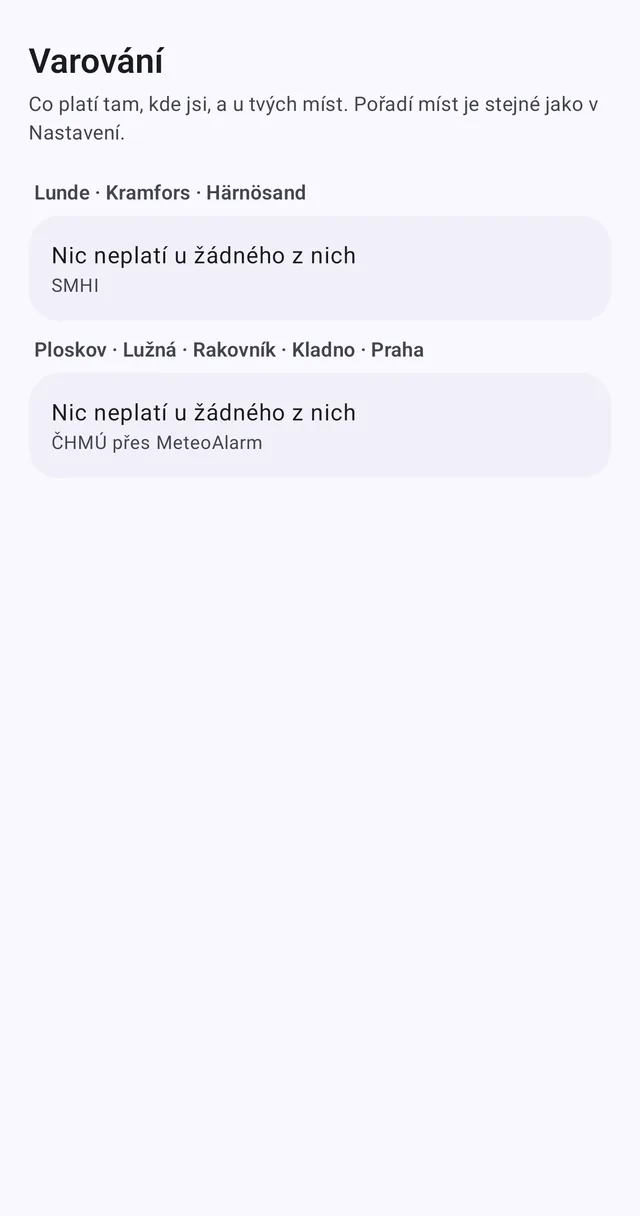 Varování
Co platí tam, kde jsi, a u tvých míst. Pořadí míst je stejné jako v
Nastavení.
Lunde · Kramfors · Härnösand
Nic neplatí u žádného z nich
SMHI
Ploskov · Lužná · Rakovník · Kladno · Praha
Nic neplatí u žádného z nich
ČHMÚ přes MeteoAlarm